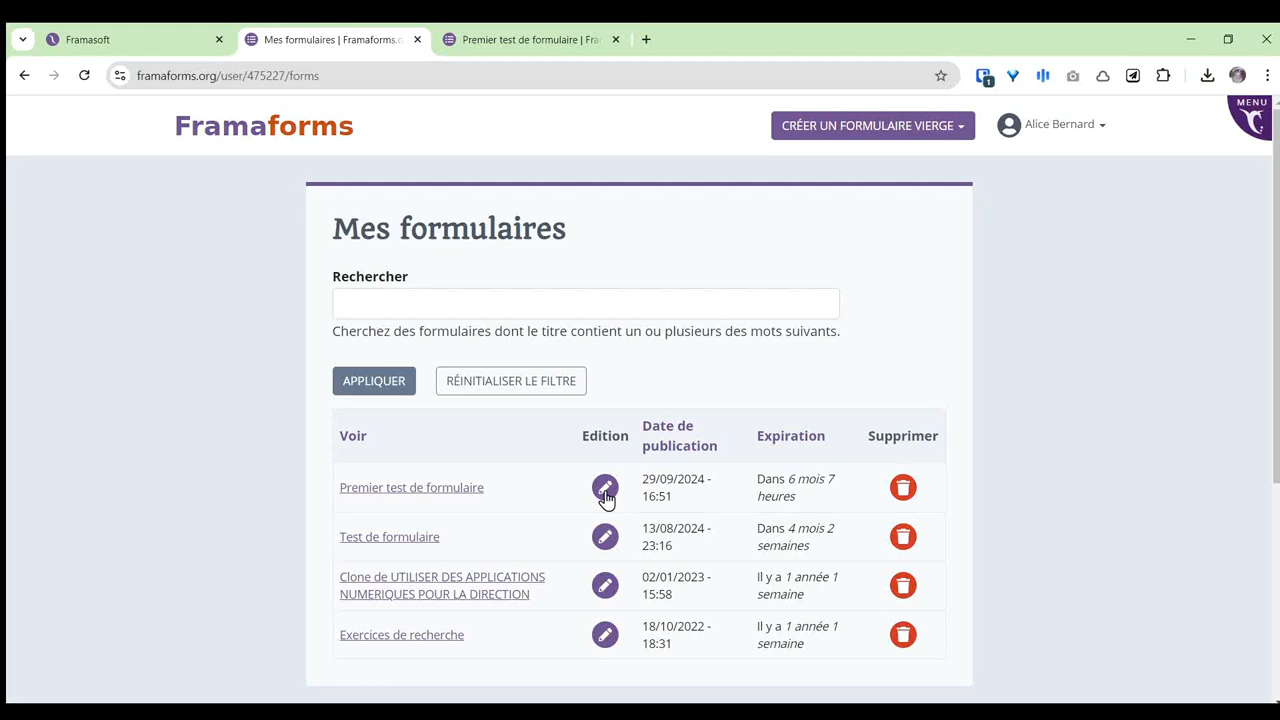 Framasoft
Mes formulaires | Framaforms.o
Premier test de formulaire | Fra
framaforms.org/user/475227/forms
1
MENU
Framaforms
CRÉER UN FORMULAIRE VIERGE
Alice Bernard
Mes formulaires
Rechercher
Cherchez des formulaires dont le titre contient un ou plusieurs des mots suivants.
APPLIQUER
RÉINITIALISER LE FILTRE
Voir
Edition
Date de
publication
Expiration
Supprimer
Premier test de formulaire
29/09/2024 -
16:51
Dans 6 mois 7
heures
Test de formulaire
13/08/2024 -
23:16
Dans 4 mois 2
semaines
Clone de UTILISER DES APPLICATIONS
NUMERIQUES POUR LA DIRECTION
02/01/2023 -
15:58
Il y a 1 année 1
semaine
Exercices de recherche
18/10/2022 -
18:31
Il y a 1 année 1
semaine